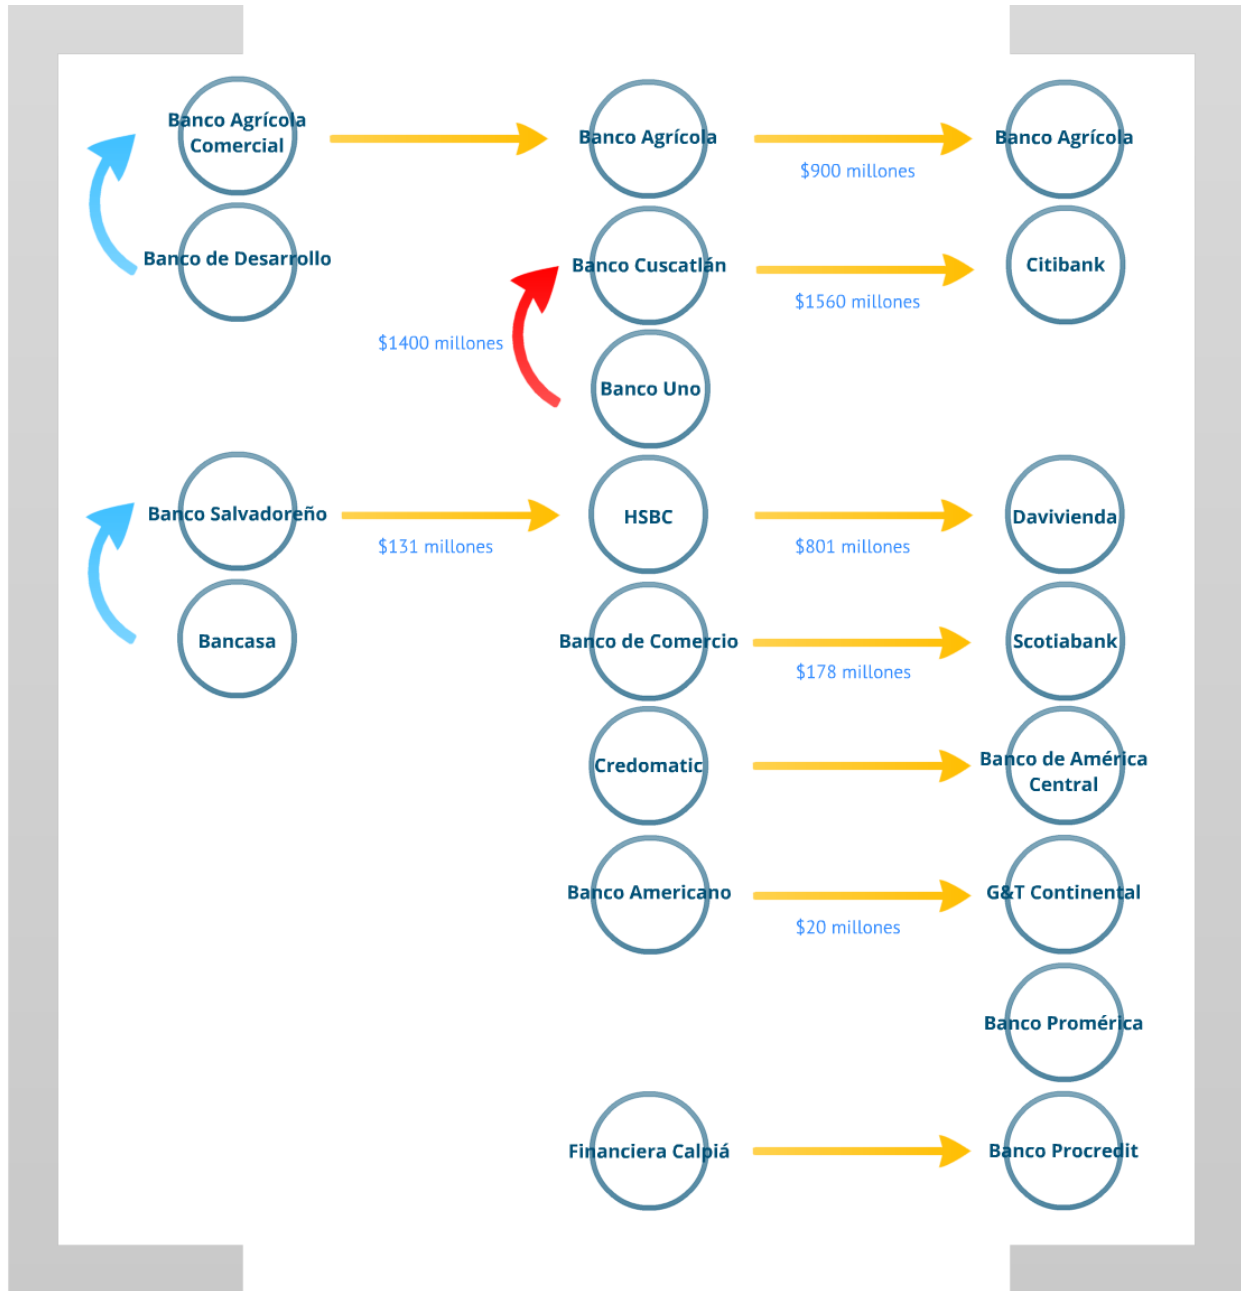 Banco Agrícola
Comercial
Banco Agrícola
Banco Agrícola
$900 millones
Banco de Desarrollo
Banco Cuscatlán
Citibank
$1560 millones
$1400 millones
Banco Uno
Banco Salvadoreño
HSBC
Davivienda
$131 millones
$801 millones
Bancasa
Banco de Comercio
Scotiabank
$178 millones
Credomatic
Banco de América
Central
Banco Americano
G&T Continental
$20 millones
Banco Promérica
Financiera Calpiá
Banco Procredit